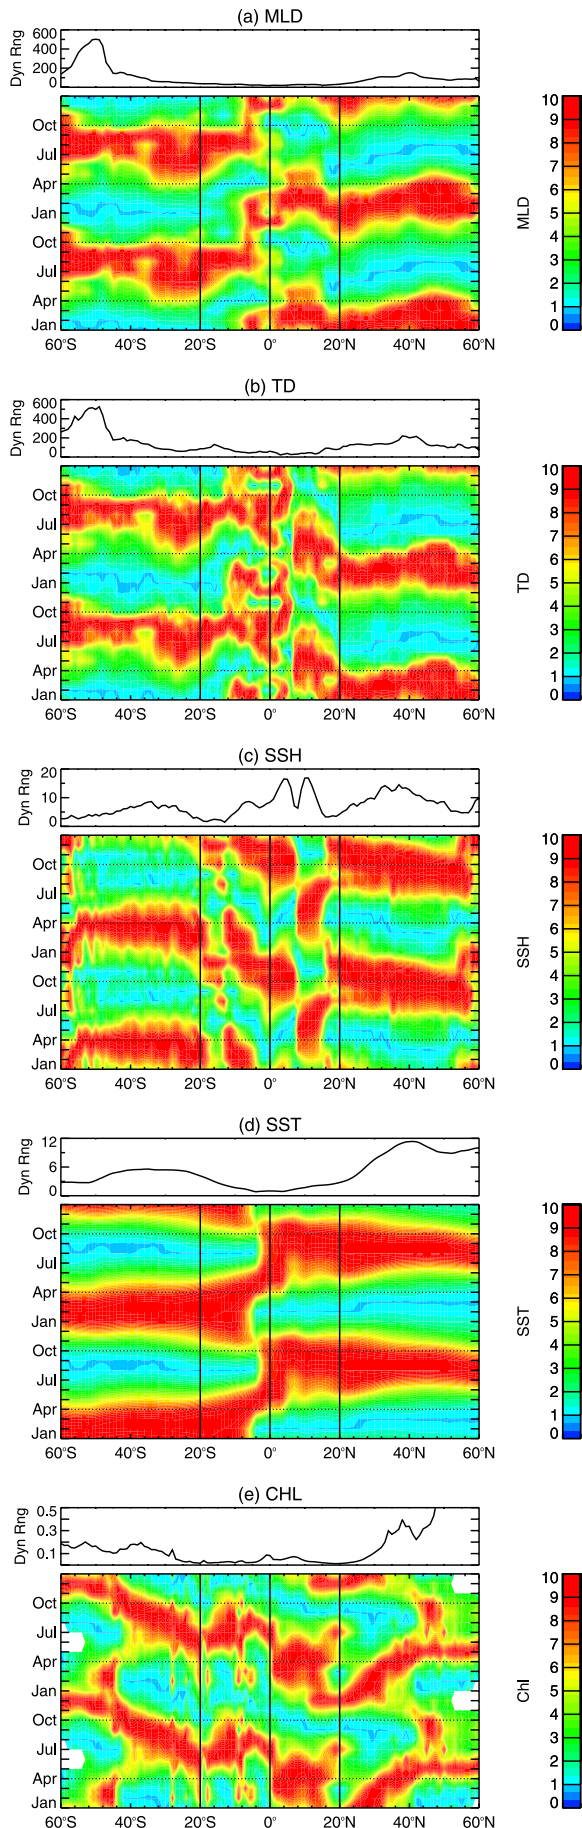 (a) MLD
Dyn Rng
600
400
200
0
Oct
Jul
Apr
Jan
Oct
Jul
Apr
Jan
60°S 40°S 20°S 0° 20°N 40°N 60°N
10
9
8
7
6
5
4
3
2
1
0
MLD
(b) TD
Dyn Rng
600
400
200
0
Oct
Jul
Apr
Jan
Oct
Jul
Apr
Jan
60°S 40°S 20°S 0° 20°N 40°N 60°N
10
9
8
7
6
5
4
3
2
1
0
TD
(c) SSH
Dyn Rng
20
10
0
Oct
Jul
Apr
Jan
Oct
Jul
Apr
Jan
60°S 40°S 20°S 0° 20°N 40°N 60°N
10
9
8
7
6
5
4
3
2
1
0
SSH
(d) SST
Dyn Rng
12
6
0
Oct
Jul
Apr
Jan
Oct
Jul
Apr
Jan
60°S 40°S 20°S 0° 20°N 40°N 60°N
10
9
8
7
6
5
4
3
2
1
0
SST
(e) CHL
Dyn Rng
0.5
0.3
0.1
Oct
Jul
Apr
Jan
Oct
Jul
Apr
Jan
60°S 40°S 20°S 0° 20°N 40°N 60°N
10
9
8
7
6
5
4
3
2
1
0
Chl